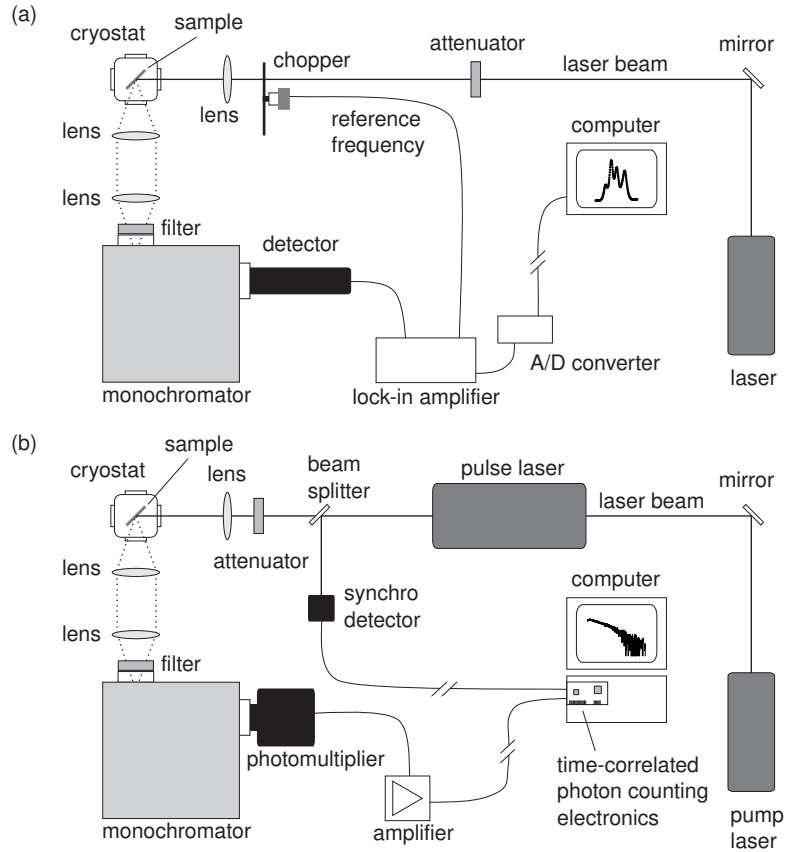 (a)
sample
cryostat
lens
chopper
attenuator
laser beam
mirror
lens
reference
frequency
computer
lens
filter
detector
A/D converter
laser
monochromator
lock-in amplifier
(b)
sample
cryostat
lens
beam
splitter
pulse laser
laser beam
mirror
attenuator
lens
synchro
detector
computer
lens
filter
photomultiplier
time-correlated
photon counting
electronics
amplifier
monochromator
pump
laser